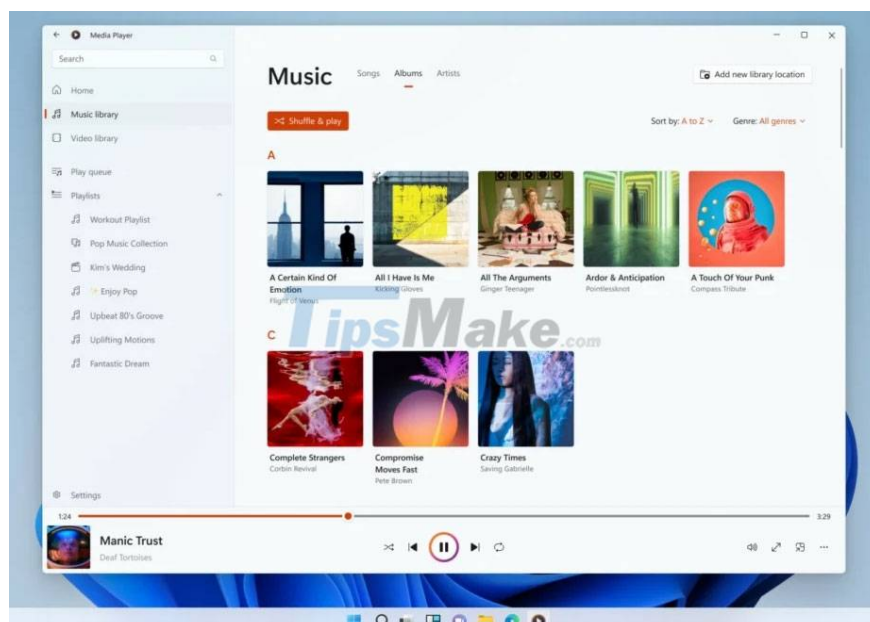 Media Player
Search
Home
Music library
Video library
Play queue
Playlists
Workout Playlist
Pop Music Collection
Kim's Wedding
Enjoy Pop
Upbeat 80's Groove
Uplifting Motions
Fantastic Dream
Settings
Music Songs Albums Artists
Add new library location
Shuffle & play
Sort by: A to Z Genre: All genres
A
A Certain Kind Of
Emotion
Flight of Venus
All I Have Is Me
Kicking Gloves
All The Arguments
Ginger Teenager
Ardor & Anticipation
Pointlessknot
A Touch Of Your Punk
Compass Tribute
TipsMake.com
C
Complete Strangers
Corbin Revival
Compromise
Moves Fast
Pete Brown
Crazy Times
Saving Gabrielle
1:24 3:29
Manic Trust
Deaf Tortoises